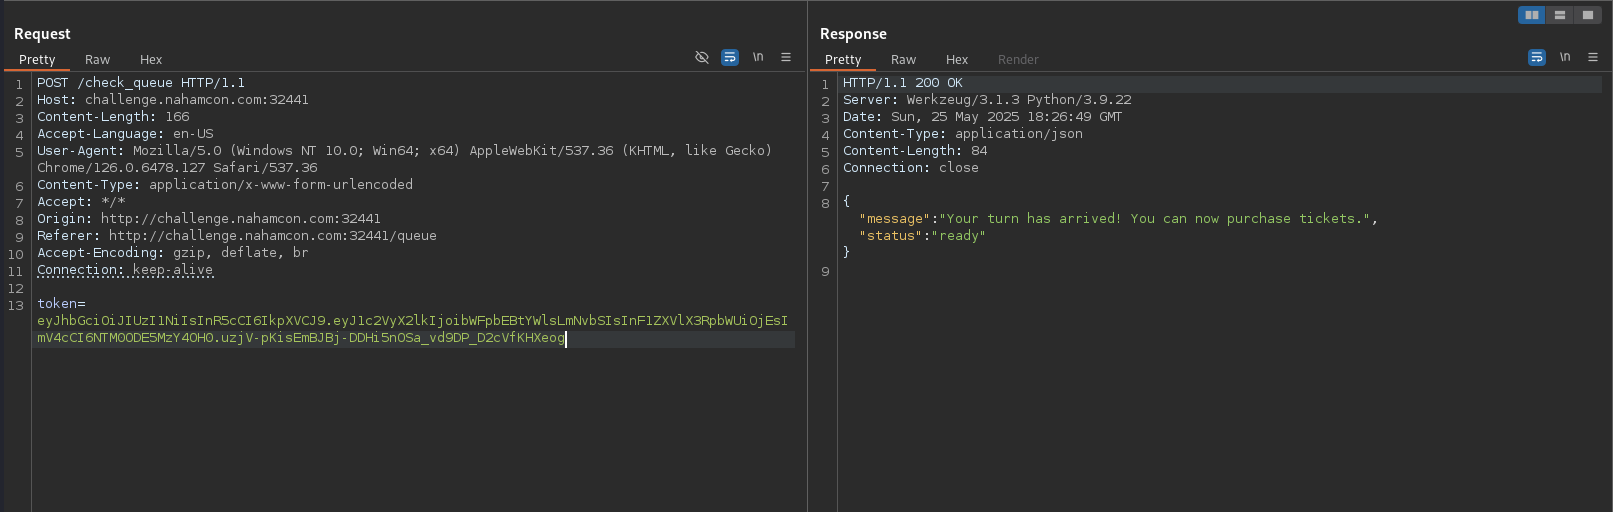 Request
Pretty Raw Hex
\n
1 POST /check_queue HTTP/1.1
2 Host: challenge.nahamcon.com:32441
3 Content-Length: 166
4 Accept-Language: en-US
5 User-Agent: Mozilla/5.0 (Windows NT 10.0; Win64; x64) AppleWebKit/537.36 (KHTML, like Gecko)
Chrome/126.0.6478.127 Safari/537.36
6 Content-Type: application/x-www-form-urlencoded
7 Accept: */*
8 Origin: http://challenge.nahamcon.com:32441
9 Referer: http://challenge.nahamcon.com:32441/queue
10 Accept-Encoding: gzip, deflate, br
11 Connection: keep-alive
12
13 token=
eyJhbGciOiJIUzI1NiIsInR5cCI6IkpXVCJ9.eyJ1c2VyX2lkIjoibWFpbEBtYWlsLmNvbSIsInF1ZXVlX3RpbWUiOjEsI
mV4cCI6NTM0ODE5MzY4OH0.uzjV-pKisEmBJBj-DDHi5nOSa_vd9DP_D2cVfKHXeog
Response
Pretty Raw Hex Render
\n
1 HTTP/1.1 200 OK
2 Server: Werkzeug/3.1.3 Python/3.9.22
3 Date: Sun, 25 May 2025 18:26:49 GMT
4 Content-Type: application/json
5 Content-Length: 84
6 Connection: close
7
8 {
"message":"Your turn has arrived! You can now purchase tickets.",
"status":"ready"
}
9